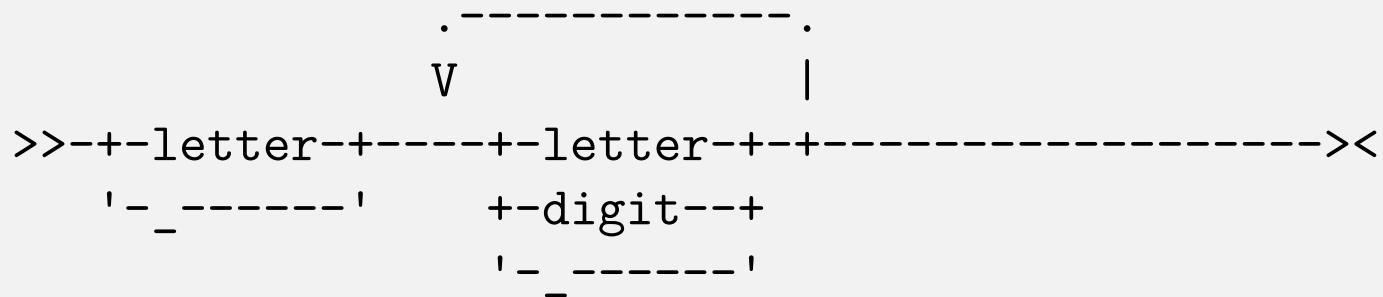 .------------.
                V            |
>>-+-letter-+----+-letter-+-+------------------><
   '-_------'    +-digit--+
                 '-_------'